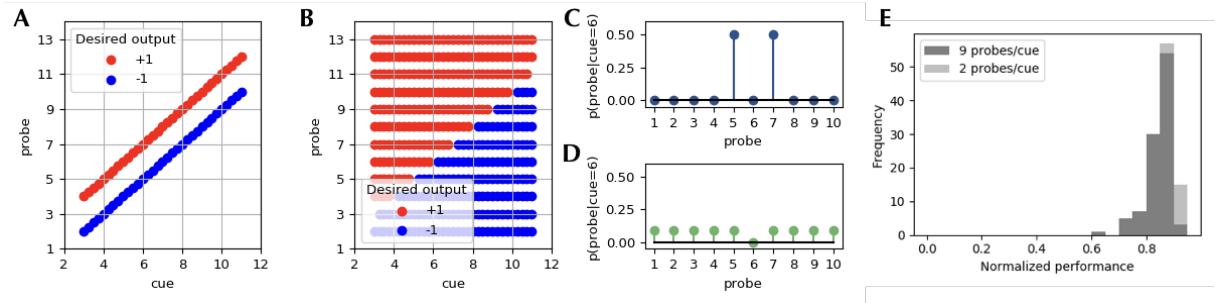 A
Desired output
+1
-1
13
11
9
7
5
3
1
probe
2 4 6 8 10 12
cue
B
13
11
9
7
5
3
1
probe
Desired output
+1
-1
2 4 6 8 10 12
cue
C
p(probe|cue=6)
0.50
0.25
0.00
1 2 3 4 5 6 7 8 9 10
probe
D
p(probe|cue=6)
0.50
0.25
0.00
1 2 3 4 5 6 7 8 9 10
probe
E
9 probes/cue
2 probes/cue
Frequency
50
40
30
20
10
0
0.0 0.2 0.4 0.6 0.8
Normalized performance